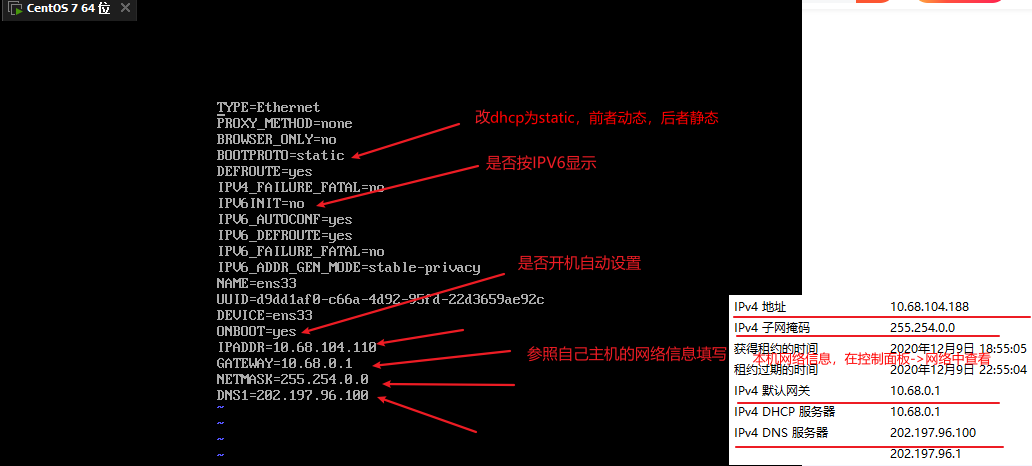 CentOS 7 64 位
TYPE=Ethernet
PROXY_METHOD=none
BROWSER_ONLY=no
BOOTPROTO=static
DEFROUTE=yes
IPV4_FAILURE_FATAL=no
IPV6INIT=no
IPV6_AUTOCONF=yes
IPV6_DEFROUTE=yes
IPV6_FAILURE_FATAL=no
IPV6_ADDR_GEN_MODE=stable-privacy
NAME=ens33
UUID=d9dd1af0-c66a-4d92-95fd-22d3659ae92c
DEVICE=ens33
ONBOOT=yes
IPADDR=10.68.104.110
GATEWAY=10.68.0.1
NETMASK=255.254.0.0
DNS1=202.197.96.100
~
~
~
~
改dhcp为static，前者动态，后者静态
是否按IPV6显示
是否开机自动设置
参照自己主机的网络信息填写
IPv4 地址 10.68.104.188
IPv4 子网掩码 255.254.0.0
获得租约的时间 2020年12月9日 18:55:05
本机网络信息，在控制面板->网络中查看
租约过期的时间 2020年12月9日 22:55:04
IPv4 默认网关 10.68.0.1
IPv4 DHCP 服务器 10.68.0.1
IPv4 DNS 服务器 202.197.96.100
202.197.96.1